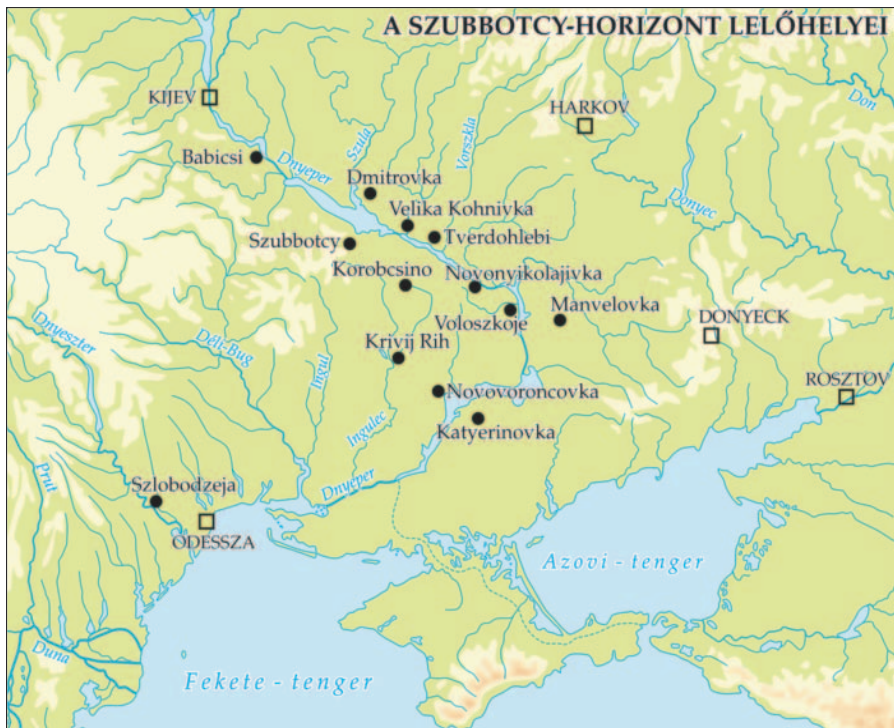 A SZUBBOTCY-HORIZONT LELŐHELYEI
KIJEV
HARKOV
Don
Babicsi
Dnyeper
Szula
Vorszkla
Dmitrovka
Donyec
Velika Kohnivka
Szubbotcy
Tverdohlebi
Korobcsino
Novonyikolajivka
Manvelovka
Voloszkoje
DONYECK
Dnyeszter
Déli-Bug
Ingul
Krivij Rih
ROSZTOV
Novovoroncovka
Ingulec
Katyerinovka
Prut
Szlobodzeja
Dnyeper
ODESSZA
Azovi-tenger
Duna
Fekete-tenger